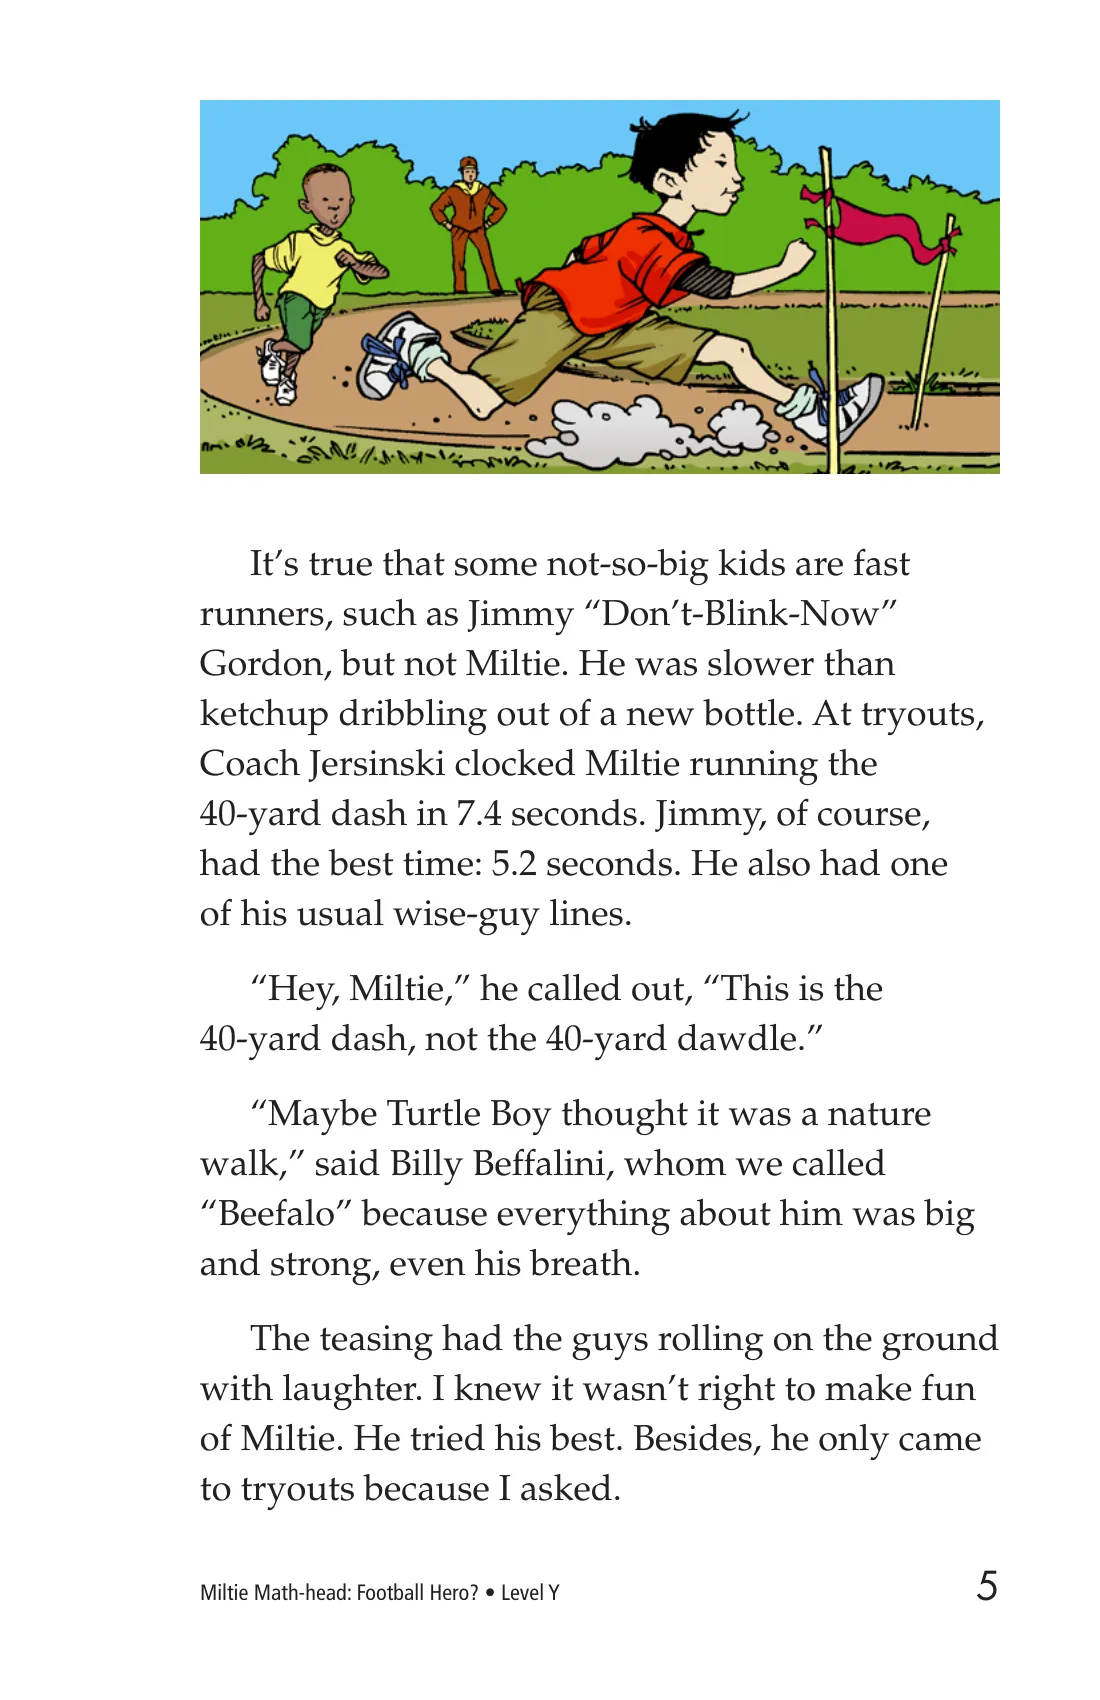 It’s true that some not-so-big kids are fast
runners, such as Jimmy “Don’t-Blink-Now”
Gordon, but not Miltie. He was slower than
ketchup dribbling out of a new bottle. At tryouts,
Coach Jersinski clocked Miltie running the
40-yard dash in 7.4 seconds. Jimmy, of course,
had the best time: 5.2 seconds. He also had one
of his usual wise-guy lines.
“Hey, Miltie,” he called out, “This is the
40-yard dash, not the 40-yard dawdle.”
“Maybe Turtle Boy thought it was a nature
walk,” said Billy Beffalini, whom we called
“Beefalo” because everything about him was big
and strong, even his breath.
The teasing had the guys rolling on the ground
with laughter. I knew it wasn’t right to make fun
of Miltie. He tried his best. Besides, he only came
to tryouts because I asked.
Miltie Math-head: Football Hero? • Level Y 5